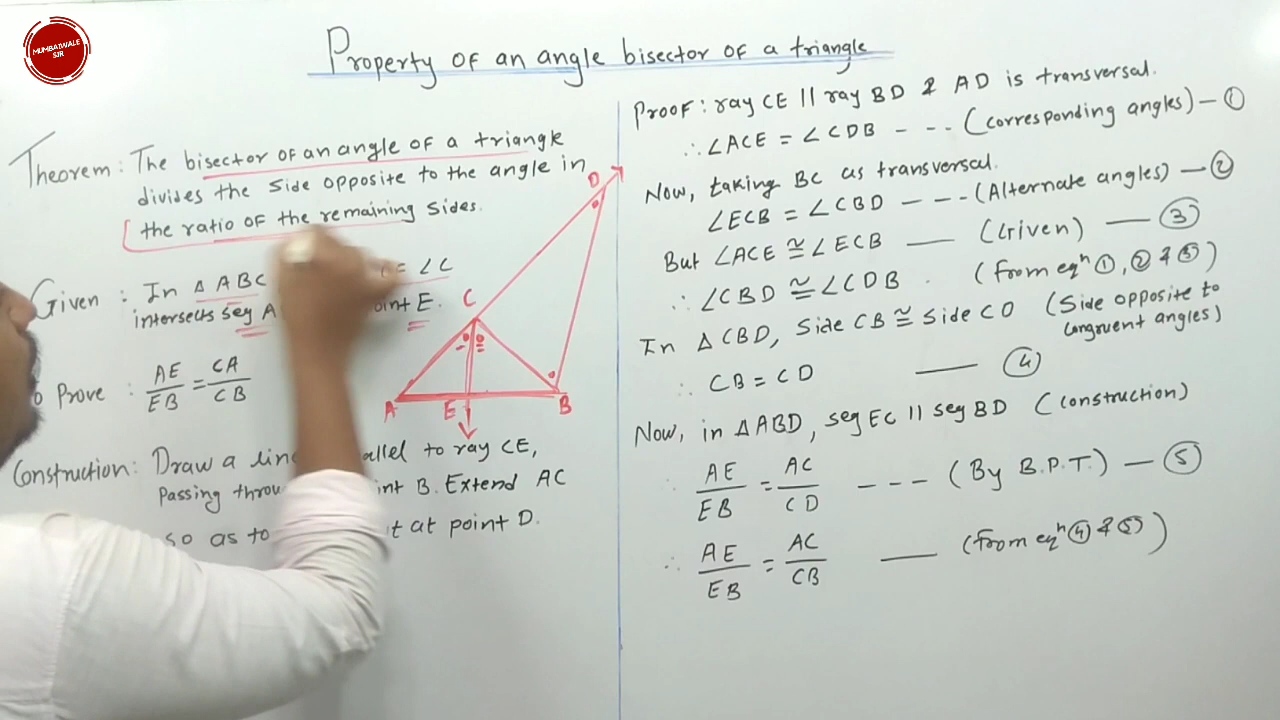 MUMBAIWALE
SIR
Property of an angle bisector of a triangle
Theorem: The bisector of an angle of a triangle
divides the side opposite to the angle in
the ratio of the remaining sides.
Given : In △ABC = ∠C
intersects seg A point E.
Prove : AE/EB = CA/CB
Construction: Draw a line parallel to ray CE,
passing through point B. Extend AC
so as to it at point D.
D
C
A
E
B
Proof: ray CE || ray BD & AD is transversal.
∴ ∠ACE = ∠CDB - - - (corresponding angles) — ①
Now, taking BC as transversal.
∠ECB = ∠CBD — - - - (Alternate angles) — ②
But ∠ACE ≅ ∠ECB — (Given) — ③
∴ ∠CBD ≅ ∠CDB . (from eqⁿ ①, ② & ③)
In △CBD, side CB ≅ side CD (side opposite to
congruent angles)
∴ CB = CD — ④
Now, in △ABD, seg EC || seg BD (construction)
∴ AE/EB = AC/CD - - - (By B.P.T.) — ⑤
∴ AE/EB = AC/CB — (from eqⁿ ④ & ⑤)